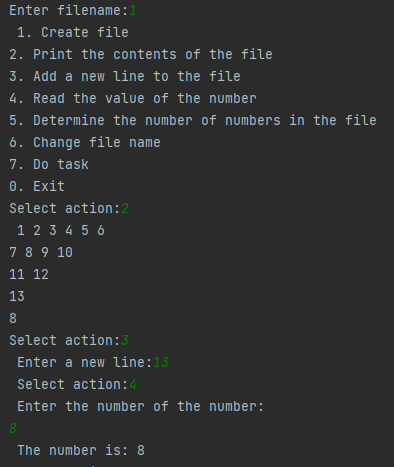 Enter filename:1
1. Create file
2. Print the contents of the file
3. Add a new line to the file
4. Read the value of the number
5. Determine the number of numbers in the file
6. Change file name
7. Do task
0. Exit
Select action:2
1 2 3 4 5 6
7 8 9 10
11 12
13
8
Select action:3
Enter a new line:13
Select action:4
Enter the number of the number:
8
The number is: 8